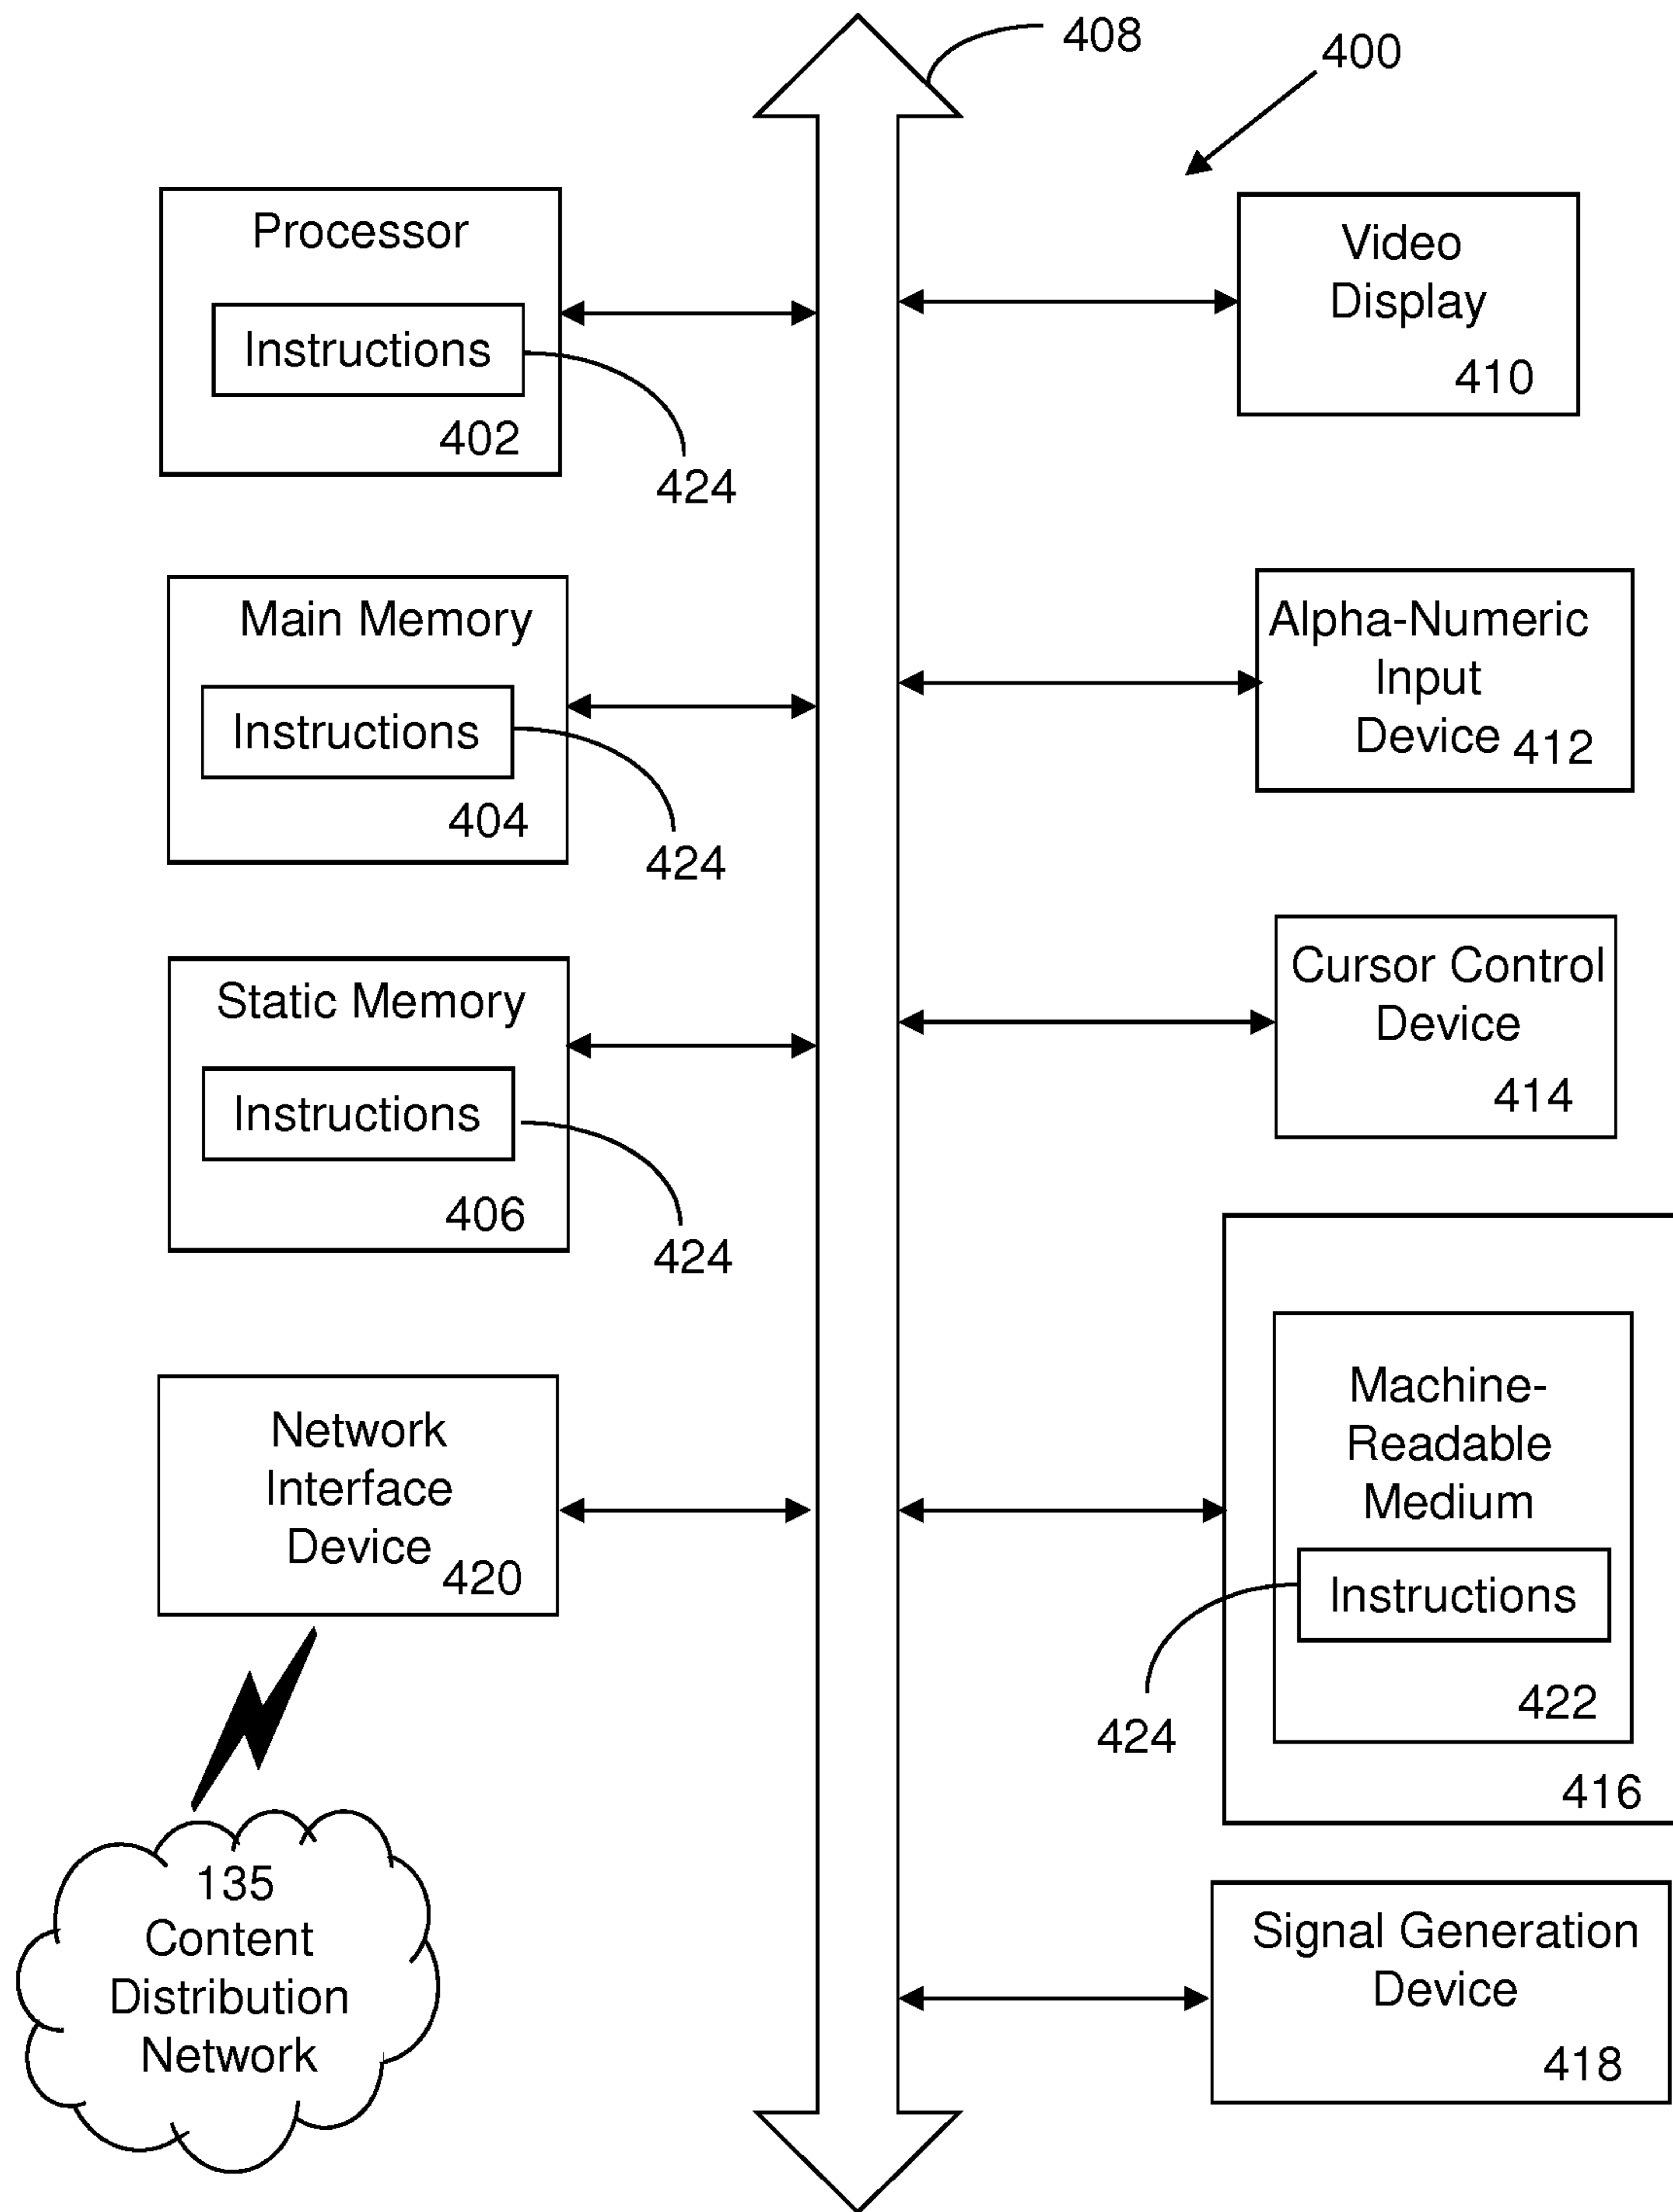 408
400
Processor
Instructions
402
424
Video
Display
410
Main Memory
Instructions
404
424
Alpha-Numeric
Input
Device 412
Static Memory
Instructions
406
424
Cursor Control
Device
414
Network
Interface
Device 420
Machine-
Readable
Medium
Instructions
422
424
416
135
Content
Distribution
Network
Signal Generation
Device
418